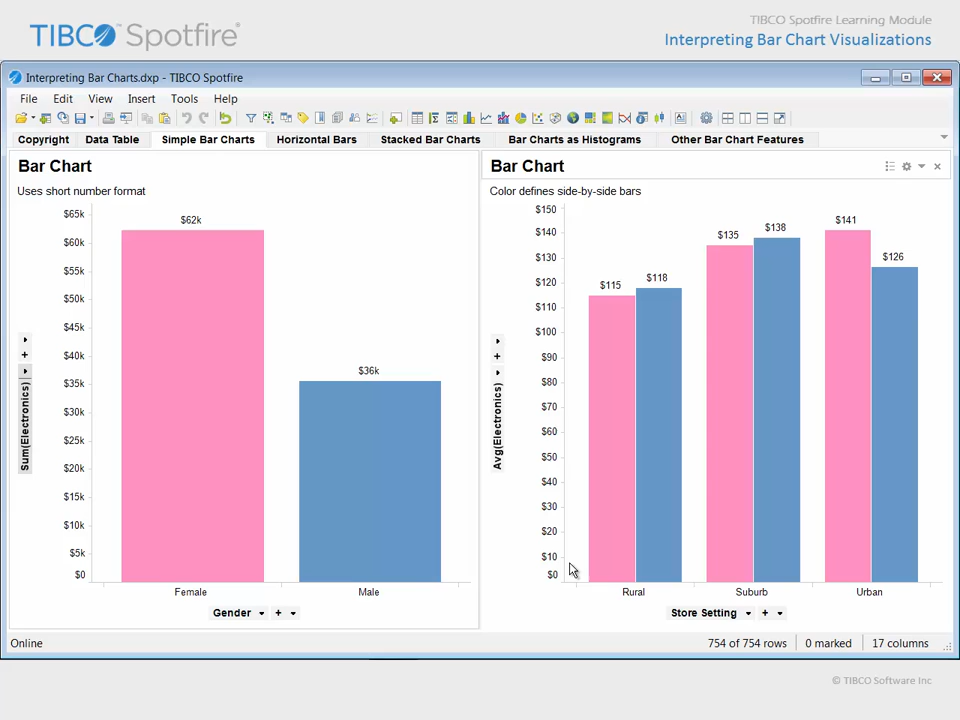 TIBCO™ Spotfire®
TIBCO Spotfire Learning Module
Interpreting Bar Chart Visualizations
Interpreting Bar Charts.dxp - TIBCO Spotfire
File Edit View Insert Tools Help
Copyright Data Table Simple Bar Charts Horizontal Bars Stacked Bar Charts Bar Charts as Histograms Other Bar Chart Features
Bar Chart
Uses short number format
$65k
$60k
$55k
$50k
$45k
$40k
$35k
$30k
$25k
$20k
$15k
$10k
$5k
$0
Sum(Electronics)
$62k
$36k
Female Male
Gender
Bar Chart
Color defines side-by-side bars
$150
$140
$130
$120
$110
$100
$90
$80
$70
$60
$50
$40
$30
$20
$10
$0
Avg(Electronics)
$115 $118 $135 $138 $141 $126
Rural Suburb Urban
Store Setting
Online 754 of 754 rows 0 marked 17 columns
© TIBCO Software Inc